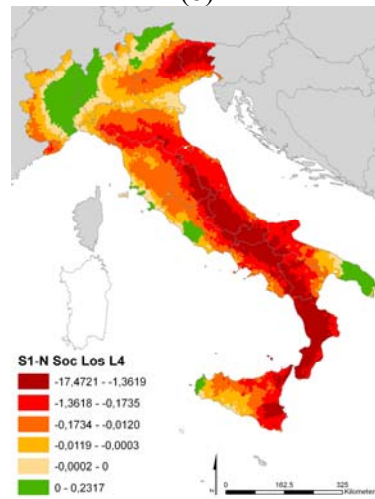 S1-N Soc Los L4
-17,4721 - -1,3619
-1,3618 - -0,1735
-0,1734 - -0,0120
-0,0119 - -0,0003
-0,0002 - 0
0 - 0,2317
N
0 162.5 325
Kilometer